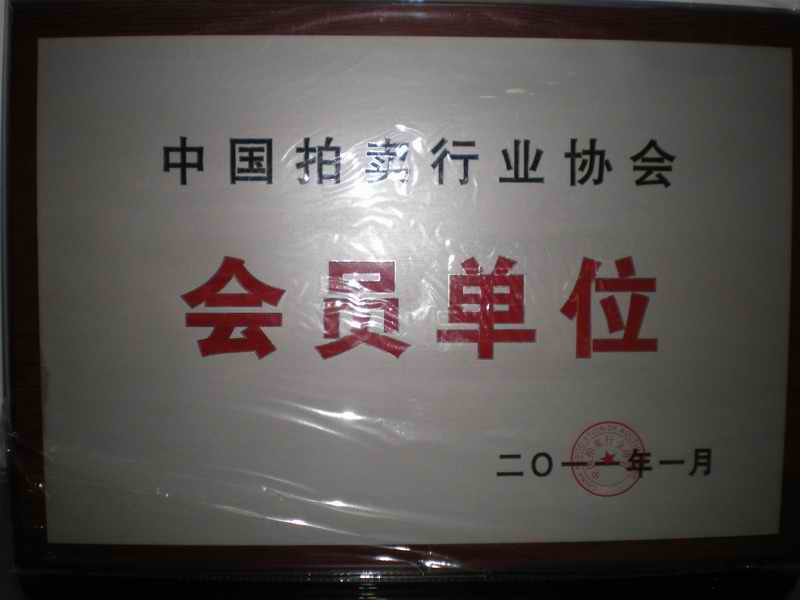 中国拍卖行业协会
会员单位
二〇一一年一月